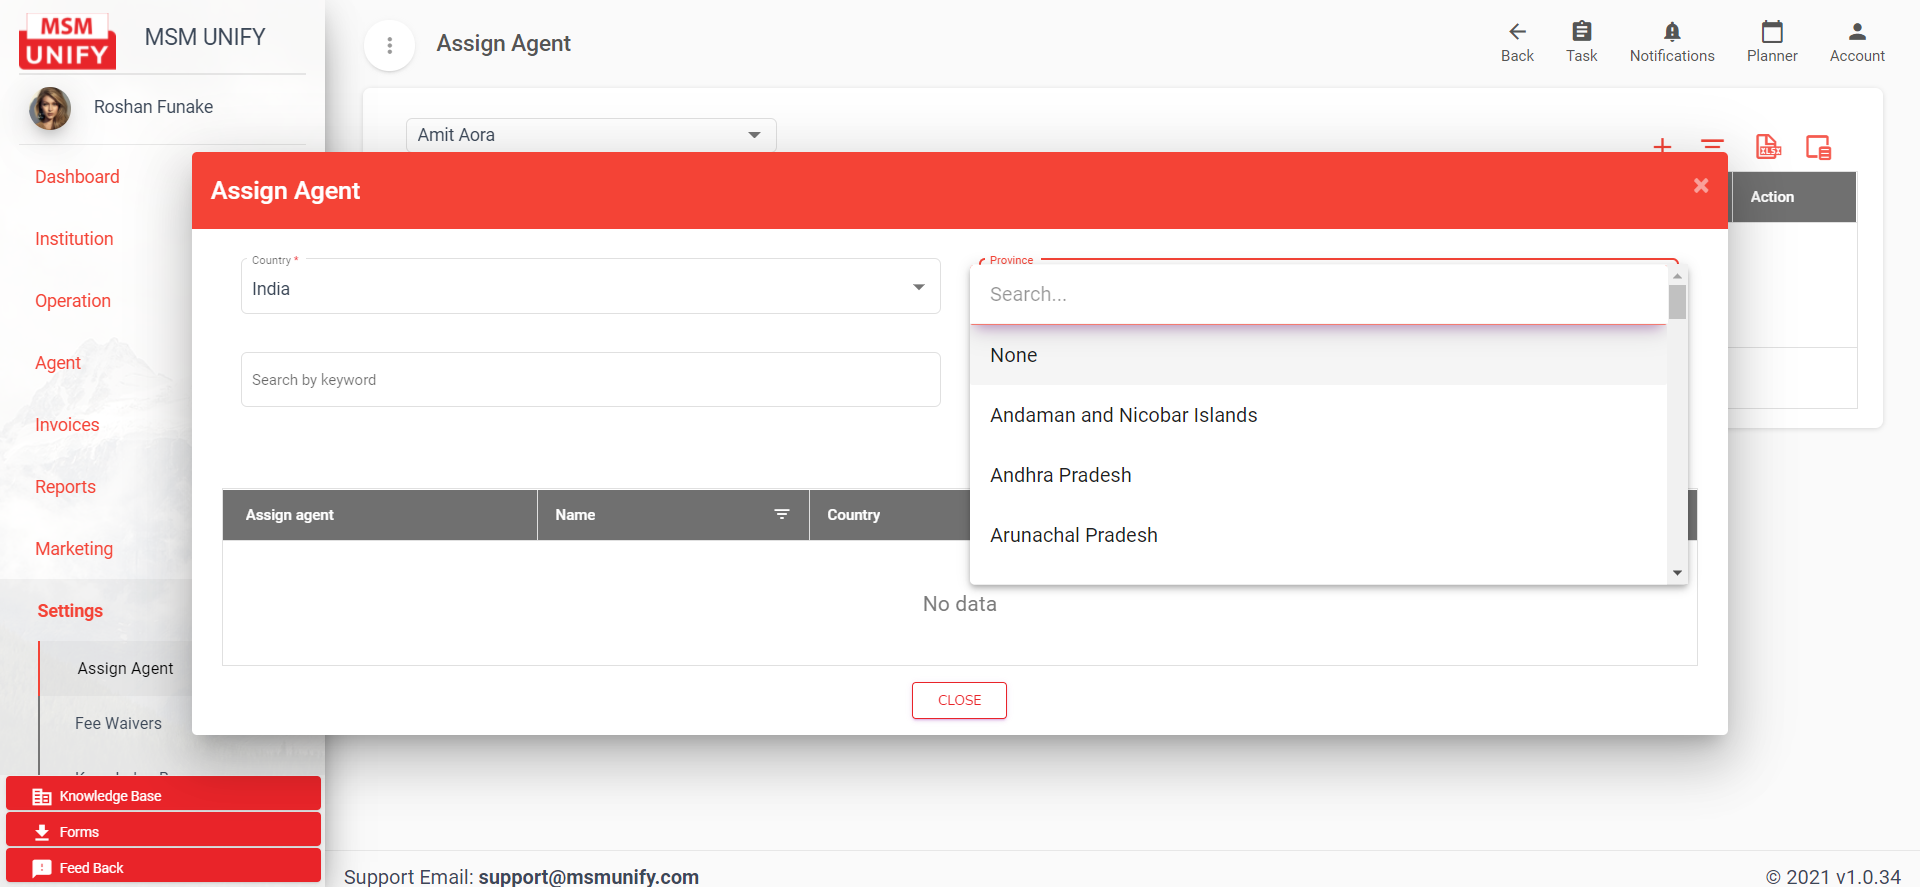 MSM
UNIFY
MSM UNIFY
Roshan Funake
Dashboard
Institution
Operation
Agent
Invoices
Reports
Marketing
Settings
Assign Agent
Fee Waivers
Knowledge Base
Forms
Feed Back
Assign Agent
Back
Task
Notifications
Planner
Account
Amit Aora
XLSX
Action
Assign Agent
×
Country *
India
Province
Search...
None
Andaman and Nicobar Islands
Andhra Pradesh
Arunachal Pradesh
Search by keyword
Assign agent
Name
Country
No data
CLOSE
Support Email: support@msmunify.com
© 2021 v1.0.34